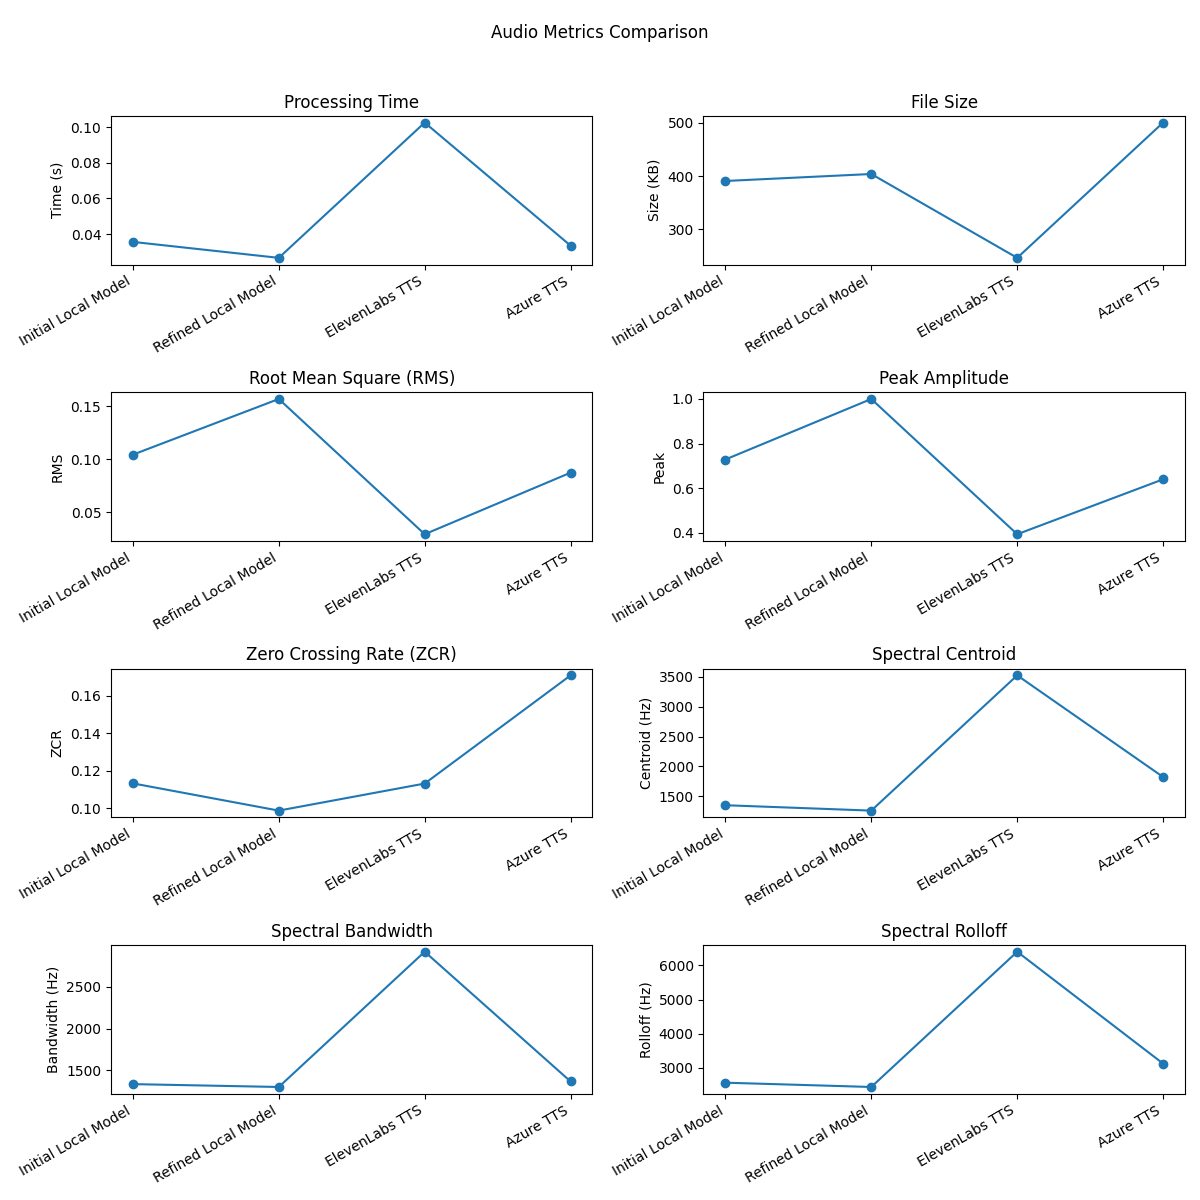 Audio Metrics Comparison
Processing Time
Time (s)
0.10
0.08
0.06
0.04
Initial Local Model
Refined Local Model
ElevenLabs TTS
Azure TTS
File Size
Size (KB)
500
400
300
Initial Local Model
Refined Local Model
ElevenLabs TTS
Azure TTS
Root Mean Square (RMS)
RMS
0.15
0.10
0.05
Initial Local Model
Refined Local Model
ElevenLabs TTS
Azure TTS
Peak Amplitude
Peak
1.0
0.8
0.6
0.4
Initial Local Model
Refined Local Model
ElevenLabs TTS
Azure TTS
Zero Crossing Rate (ZCR)
ZCR
0.16
0.14
0.12
0.10
Initial Local Model
Refined Local Model
ElevenLabs TTS
Azure TTS
Spectral Centroid
Centroid (Hz)
3500
3000
2500
2000
1500
Initial Local Model
Refined Local Model
ElevenLabs TTS
Azure TTS
Spectral Bandwidth
Bandwidth (Hz)
2500
2000
1500
Initial Local Model
Refined Local Model
ElevenLabs TTS
Azure TTS
Spectral Rolloff
Rolloff (Hz)
6000
5000
4000
3000
Initial Local Model
Refined Local Model
ElevenLabs TTS
Azure TTS